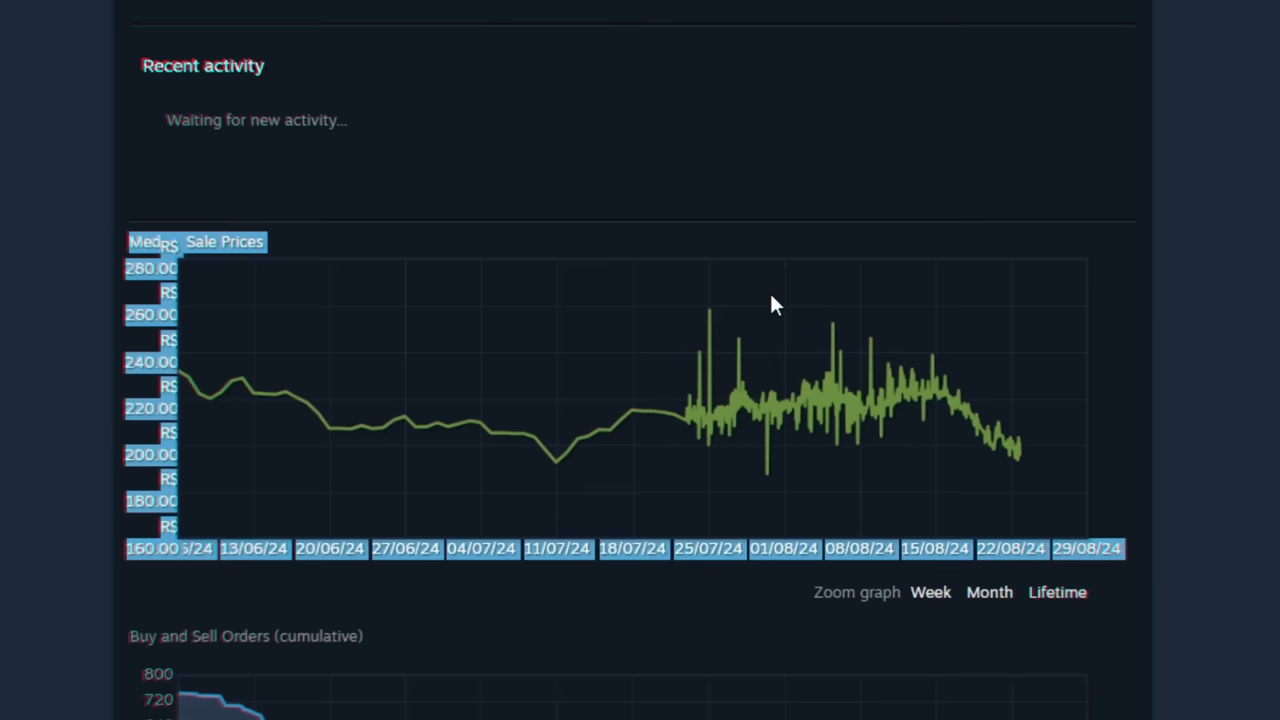 Recent activity
Waiting for new activity...
Med Sale Prices
R$
280.00
R$
260.00
R$
240.00
R$
220.00
R$
200.00
R$
180.00
R$
160.00 6/24 13/06/24 20/06/24 27/06/24 04/07/24 11/07/24 18/07/24 25/07/24 01/08/24 08/08/24 15/08/24 22/08/24 29/08/24
Zoom graph Week Month Lifetime
Buy and Sell Orders (cumulative)
800
720